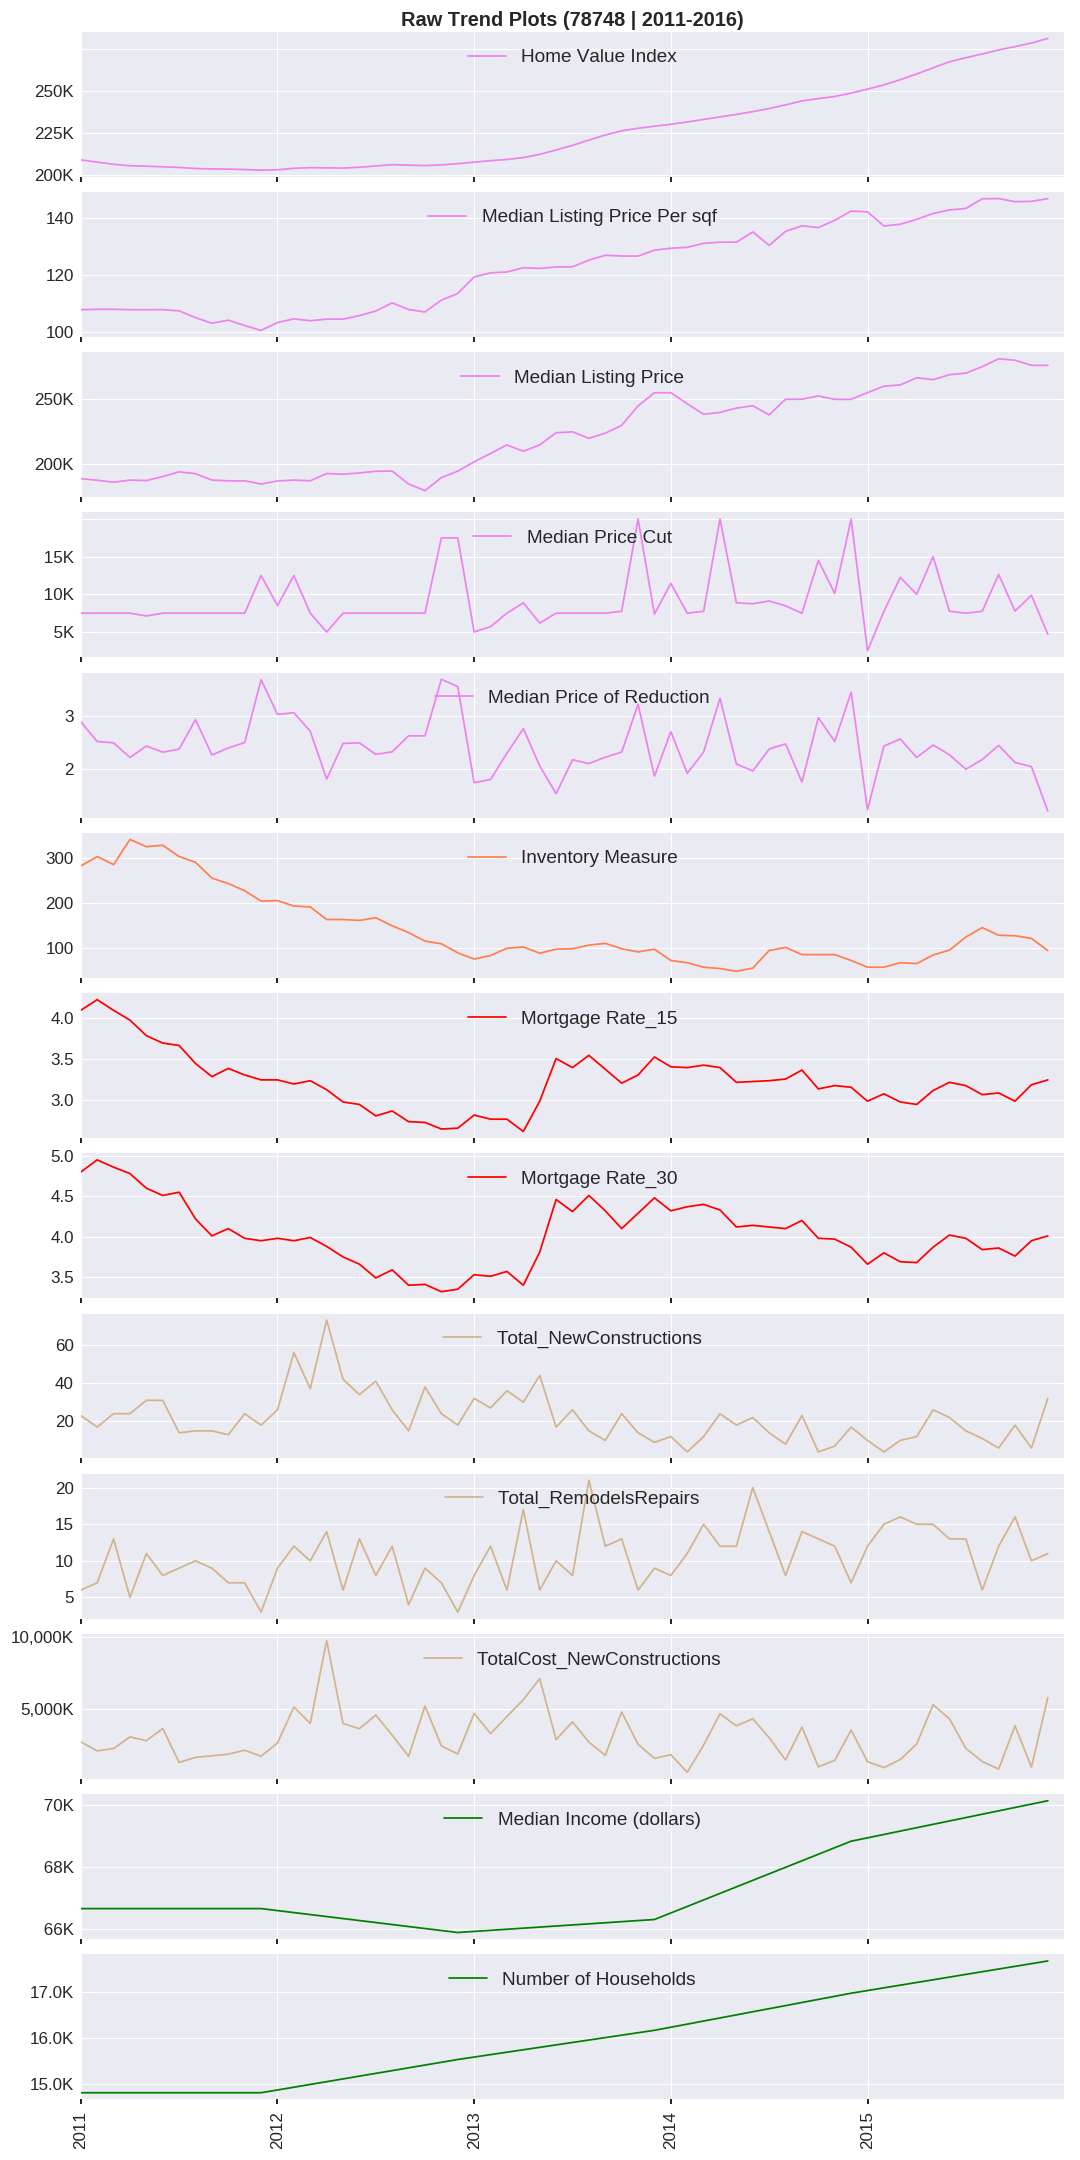 Raw Trend Plots (78748 | 2011-2016)
Home Value Index
250K
225K
200K
Median Listing Price Per sqf
140
120
100
Median Listing Price
250K
200K
Median Price Cut
15K
10K
5K
Median Price of Reduction
3
2
Inventory Measure
300
200
100
Mortgage Rate_15
4.0
3.5
3.0
Mortgage Rate_30
5.0
4.5
4.0
3.5
Total_NewConstructions
60
40
20
Total_RemodelsRepairs
20
15
10
5
TotalCost_NewConstructions
10,000K
5,000K
Median Income (dollars)
70K
68K
66K
Number of Households
17.0K
16.0K
15.0K
2011 2012 2013 2014 2015